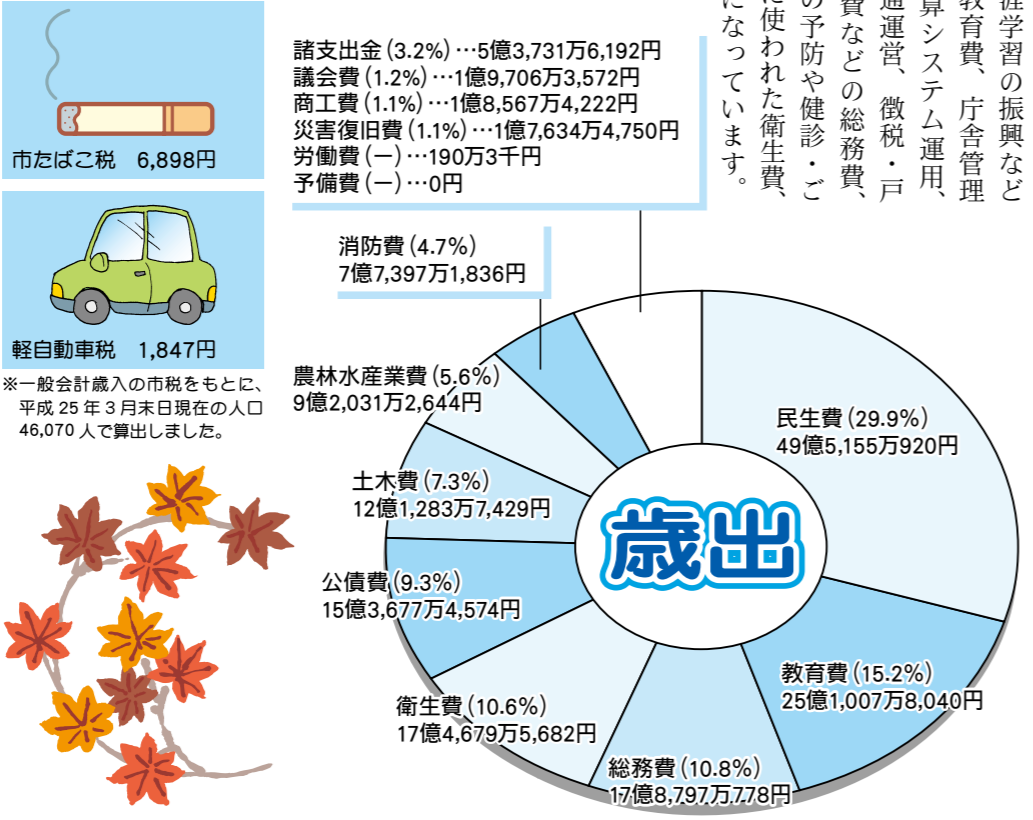 涯学習の振興など
教育費、庁舎管理
算システム運用、
通運営、徴税・戸
費などの総務費、
の予防や健診・ご
に使われた衛生費、
になっています。
市たばこ税 6,898円
軽自動車税 1,847円
※一般会計歳入の市税をもとに、
平成25年3月末日現在の人口
46,070人で算出しました。
諸支出金(3.2%)…5億3,731万6,192円
議会費(1.2%)…1億9,706万3,572円
商工費(1.1%)…1億8,567万4,222円
災害復旧費(1.1%)…1億7,634万4,750円
労働費(ー)…190万3千円
予備費(ー)…0円
消防費(4.7%)
7億7,397万1,836円
農林水産業費(5.6%)
9億2,031万2,644円
土木費(7.3%)
12億1,283万7,429円
公債費(9.3%)
15億3,677万4,574円
衛生費(10.6%)
17億4,679万5,682円
総務費(10.8%)
17億8,797万778円
教育費(15.2%)
25億1,007万8,040円
民生費(29.9%)
49億5,155万920円
歳出